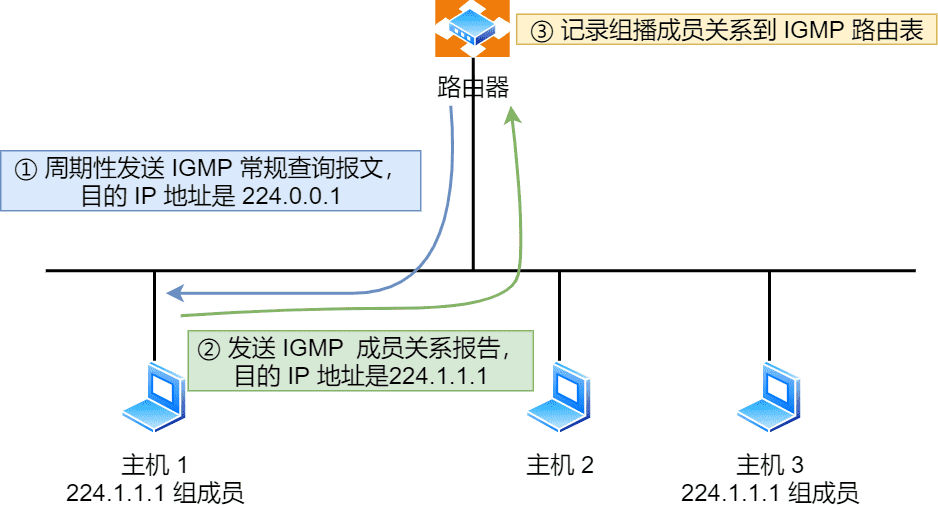 ③ 记录组播成员关系到 IGMP 路由表
路由器
① 周期性发送 IGMP 常规查询报文，
目的 IP 地址是 224.0.0.1
② 发送 IGMP 成员关系报告，
目的 IP 地址是224.1.1.1
主机 1
224.1.1.1 组成员
主机 2
主机 3
224.1.1.1 组成员